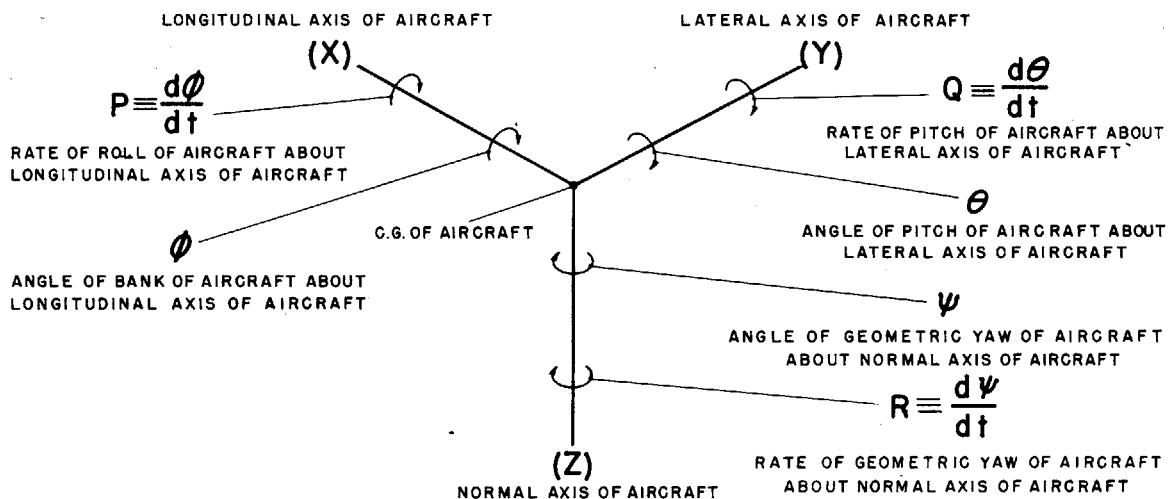 LONGITUDINAL AXIS OF AIRCRAFT
(X)
P ≡ dϕ/dt
RATE OF ROLL OF AIRCRAFT ABOUT
LONGITUDINAL AXIS OF AIRCRAFT
ϕ
ANGLE OF BANK OF AIRCRAFT ABOUT
LONGITUDINAL AXIS OF AIRCRAFT
C.G. OF AIRCRAFT
LATERAL AXIS OF AIRCRAFT
(Y)
Q ≡ dθ/dt
RATE OF PITCH OF AIRCRAFT ABOUT
LATERAL AXIS OF AIRCRAFT
θ
ANGLE OF PITCH OF AIRCRAFT ABOUT
LATERAL AXIS OF AIRCRAFT
ψ
ANGLE OF GEOMETRIC YAW OF AIRCRAFT
ABOUT NORMAL AXIS OF AIRCRAFT
R ≡ dψ/dt
RATE OF GEOMETRIC YAW OF AIRCRAFT
ABOUT NORMAL AXIS OF AIRCRAFT
(Z)
NORMAL AXIS OF AIRCRAFT